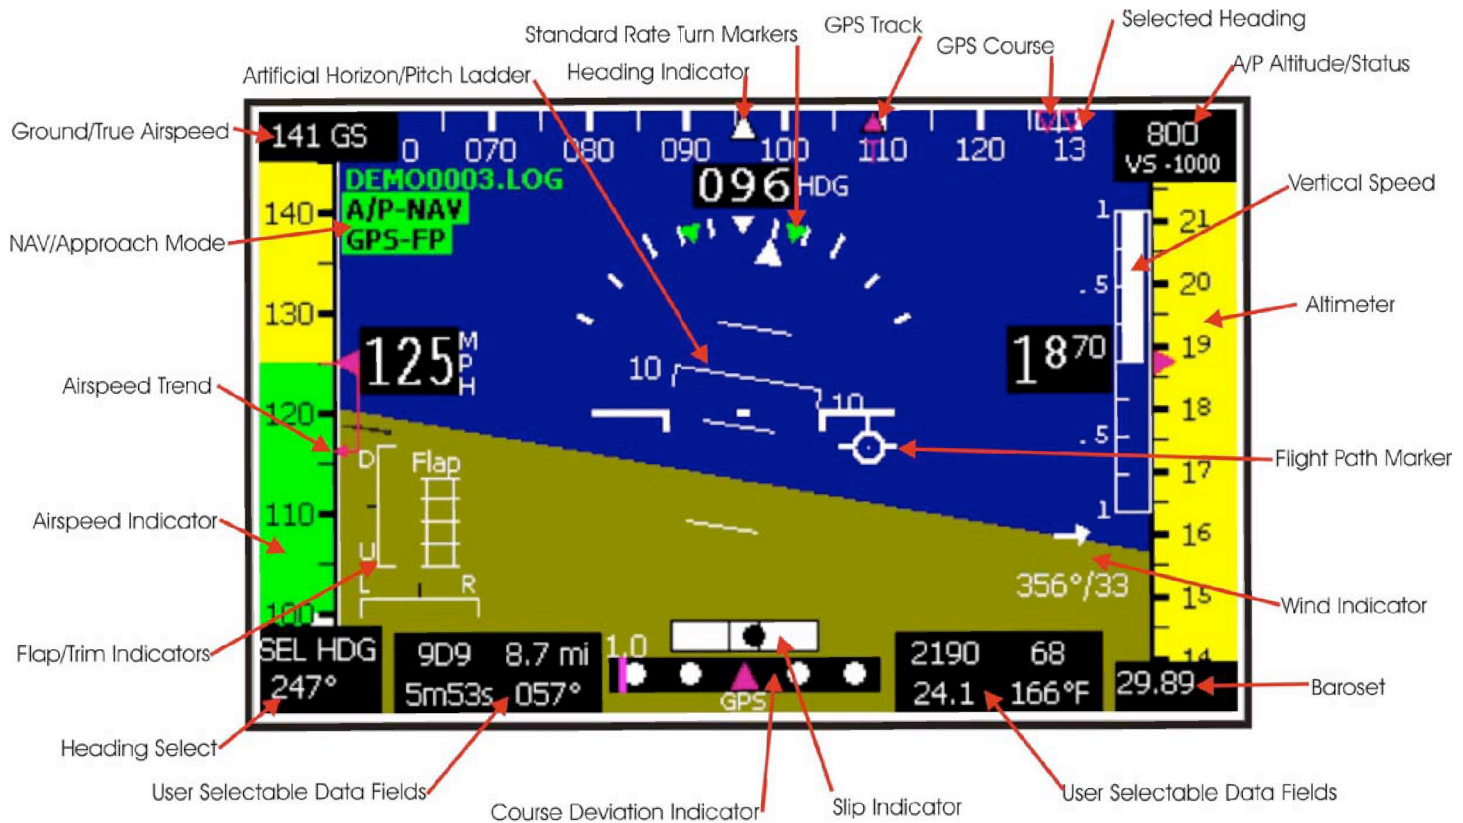 Selected Heading
GPS Track
Standard Rate Turn Markers
GPS Course
A/P Altitude/Status
Artificial Horizon/Pitch Ladder
Heading Indicator
Ground/True Airspeed
141 GS
0 070 080 090 100 110 120 13
800
VS -1000
DEMO0003.LOG
096 HDG
Vertical Speed
A/P-NAV
GPS-FP
NAV/Approach Mode
140
130
120
110
100
1
.5
.5
1
21
20
19
18
17
16
15
14
Altimeter
125 MPH
10
10
1870
Airspeed Trend
D
Flap
U
L
R
Flight Path Marker
Airspeed Indicator
356°/33
Wind Indicator
Flap/Trim Indicators
SEL HDG
247°
9D9 8.7 mi
5m53s 057°
1.0
GPS
2190 68
24.1 166°F
29.89
Baroset
Heading Select
User Selectable Data Fields
Course Deviation Indicator
Slip Indicator
User Selectable Data Fields